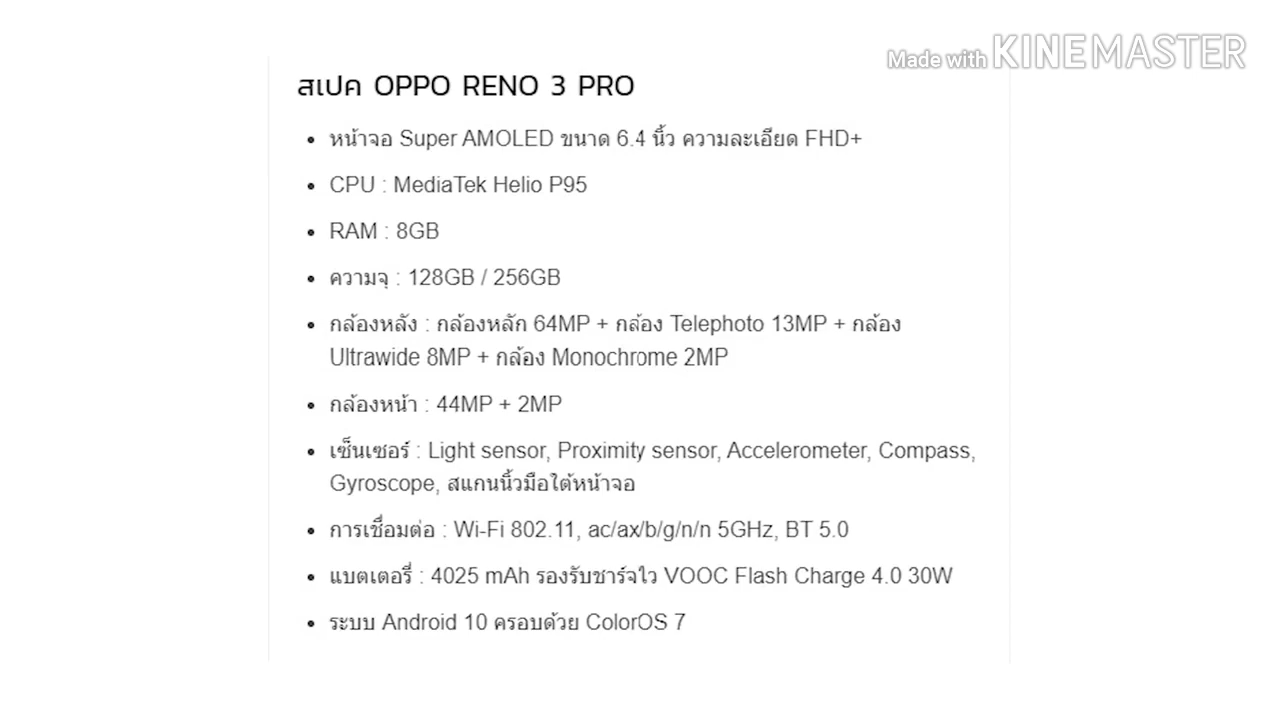 Made with KINEMASTER
สเปค OPPO RENO 3 PRO
• หน้าจอ Super AMOLED ขนาด 6.4 นิ้ว ความละเอียด FHD+
• CPU : MediaTek Helio P95
• RAM : 8GB
• ความจุ : 128GB / 256GB
• กล้องหลัง : กล้องหลัก 64MP + กล้อง Telephoto 13MP + กล้อง
Ultrawide 8MP + กล้อง Monochrome 2MP
• กล้องหน้า : 44MP + 2MP
• เซ็นเซอร์ : Light sensor, Proximity sensor, Accelerometer, Compass,
Gyroscope, สแกนนิ้วมือใต้หน้าจอ
• การเชื่อมต่อ : Wi-Fi 802.11, ac/ax/b/g/n/n 5GHz, BT 5.0
• แบตเตอรี่ : 4025 mAh รองรับชาร์จไว VOOC Flash Charge 4.0 30W
• ระบบ Android 10 ครอบด้วย ColorOS 7